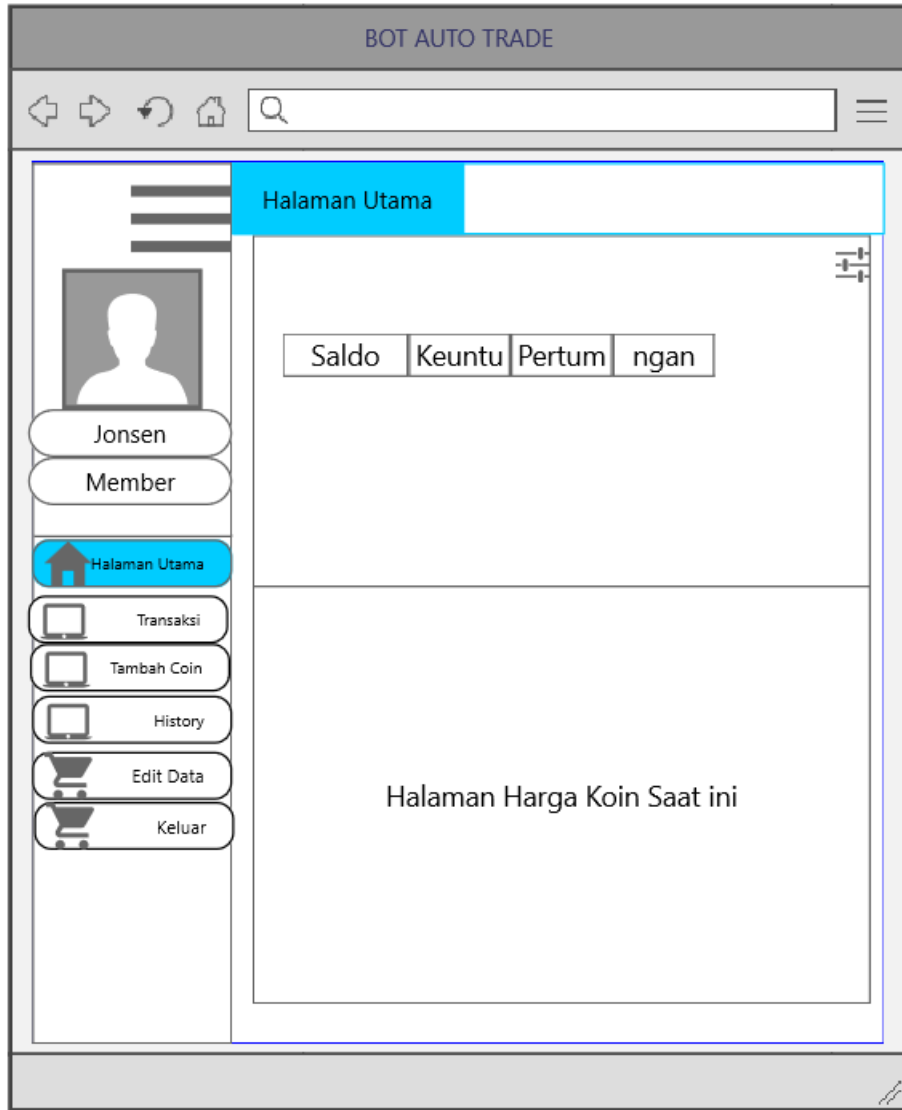 BOT AUTO TRADE
Halaman Utama
Saldo Keuntu Pertum ngan
Jonsen
Member
Halaman Utama
Transaksi
Tambah Coin
History
Edit Data
Keluar
Halaman Harga Koin Saat ini